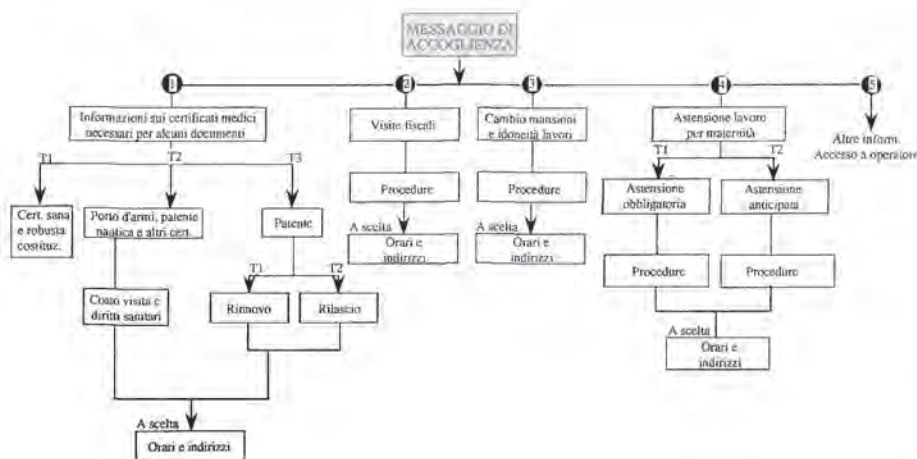 MESSAGGIO DI
ACCOGLIENZA
1
2
3
4
5
Informazioni sui certificati medici
necessari per alcuni documenti
Visite fiscali
Cambio mansioni
e idoneità lavori
Astensione lavoro
per maternità
Altre inform.
Accesso a operatore
T1
T2
T3
T1
T2
Cert. sana
e robusta
costituz.
Porto d'armi, patente
nautica e altri cert.
Patente
Procedure
Procedure
Astensione
obbligatoria
Astensione
anticipata
A scelta
Orari e
indirizzi
A scelta
Orari e
indirizzi
T1
T2
Costo visita e
diritti sanitari
Rinnovo
Rilascio
Procedure
Procedure
A scelta
Orari e
indirizzi
A scelta
Orari e indirizzi